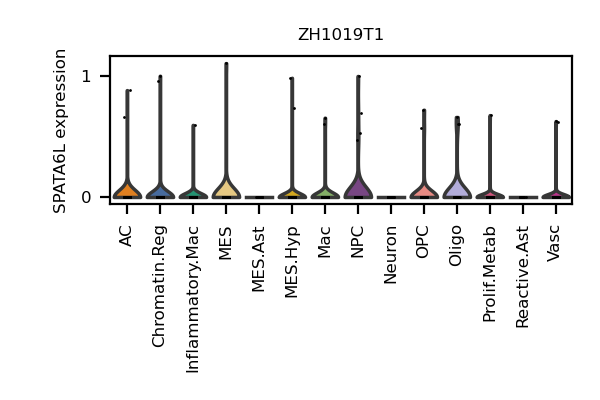 ZH1019T1
SPATA6L expression
1
0
AC
Chromatin.Reg
Inflammatory.Mac
MES
MES.Ast
MES.Hyp
Mac
NPC
Neuron
OPC
Oligo
Prolif.Metab
Reactive.Ast
Vasc